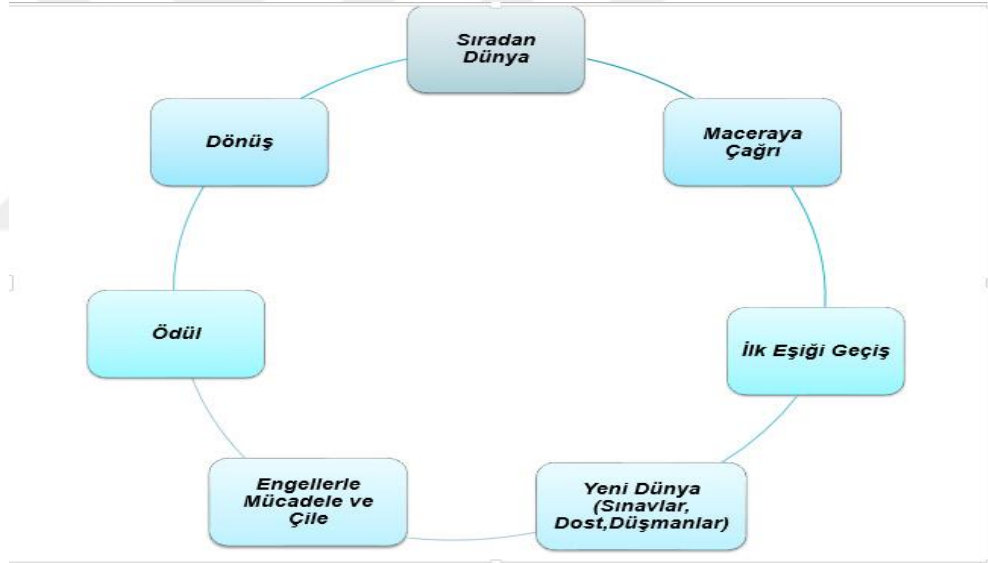 Sıradan
Dünya
Maceraya
Çağrı
İlk Eşiği Geçiş
Yeni Dünya
(Sınavlar,
Dost,Düşmanlar)
Engellerle
Mücadele ve
Çile
Ödül
Dönüş